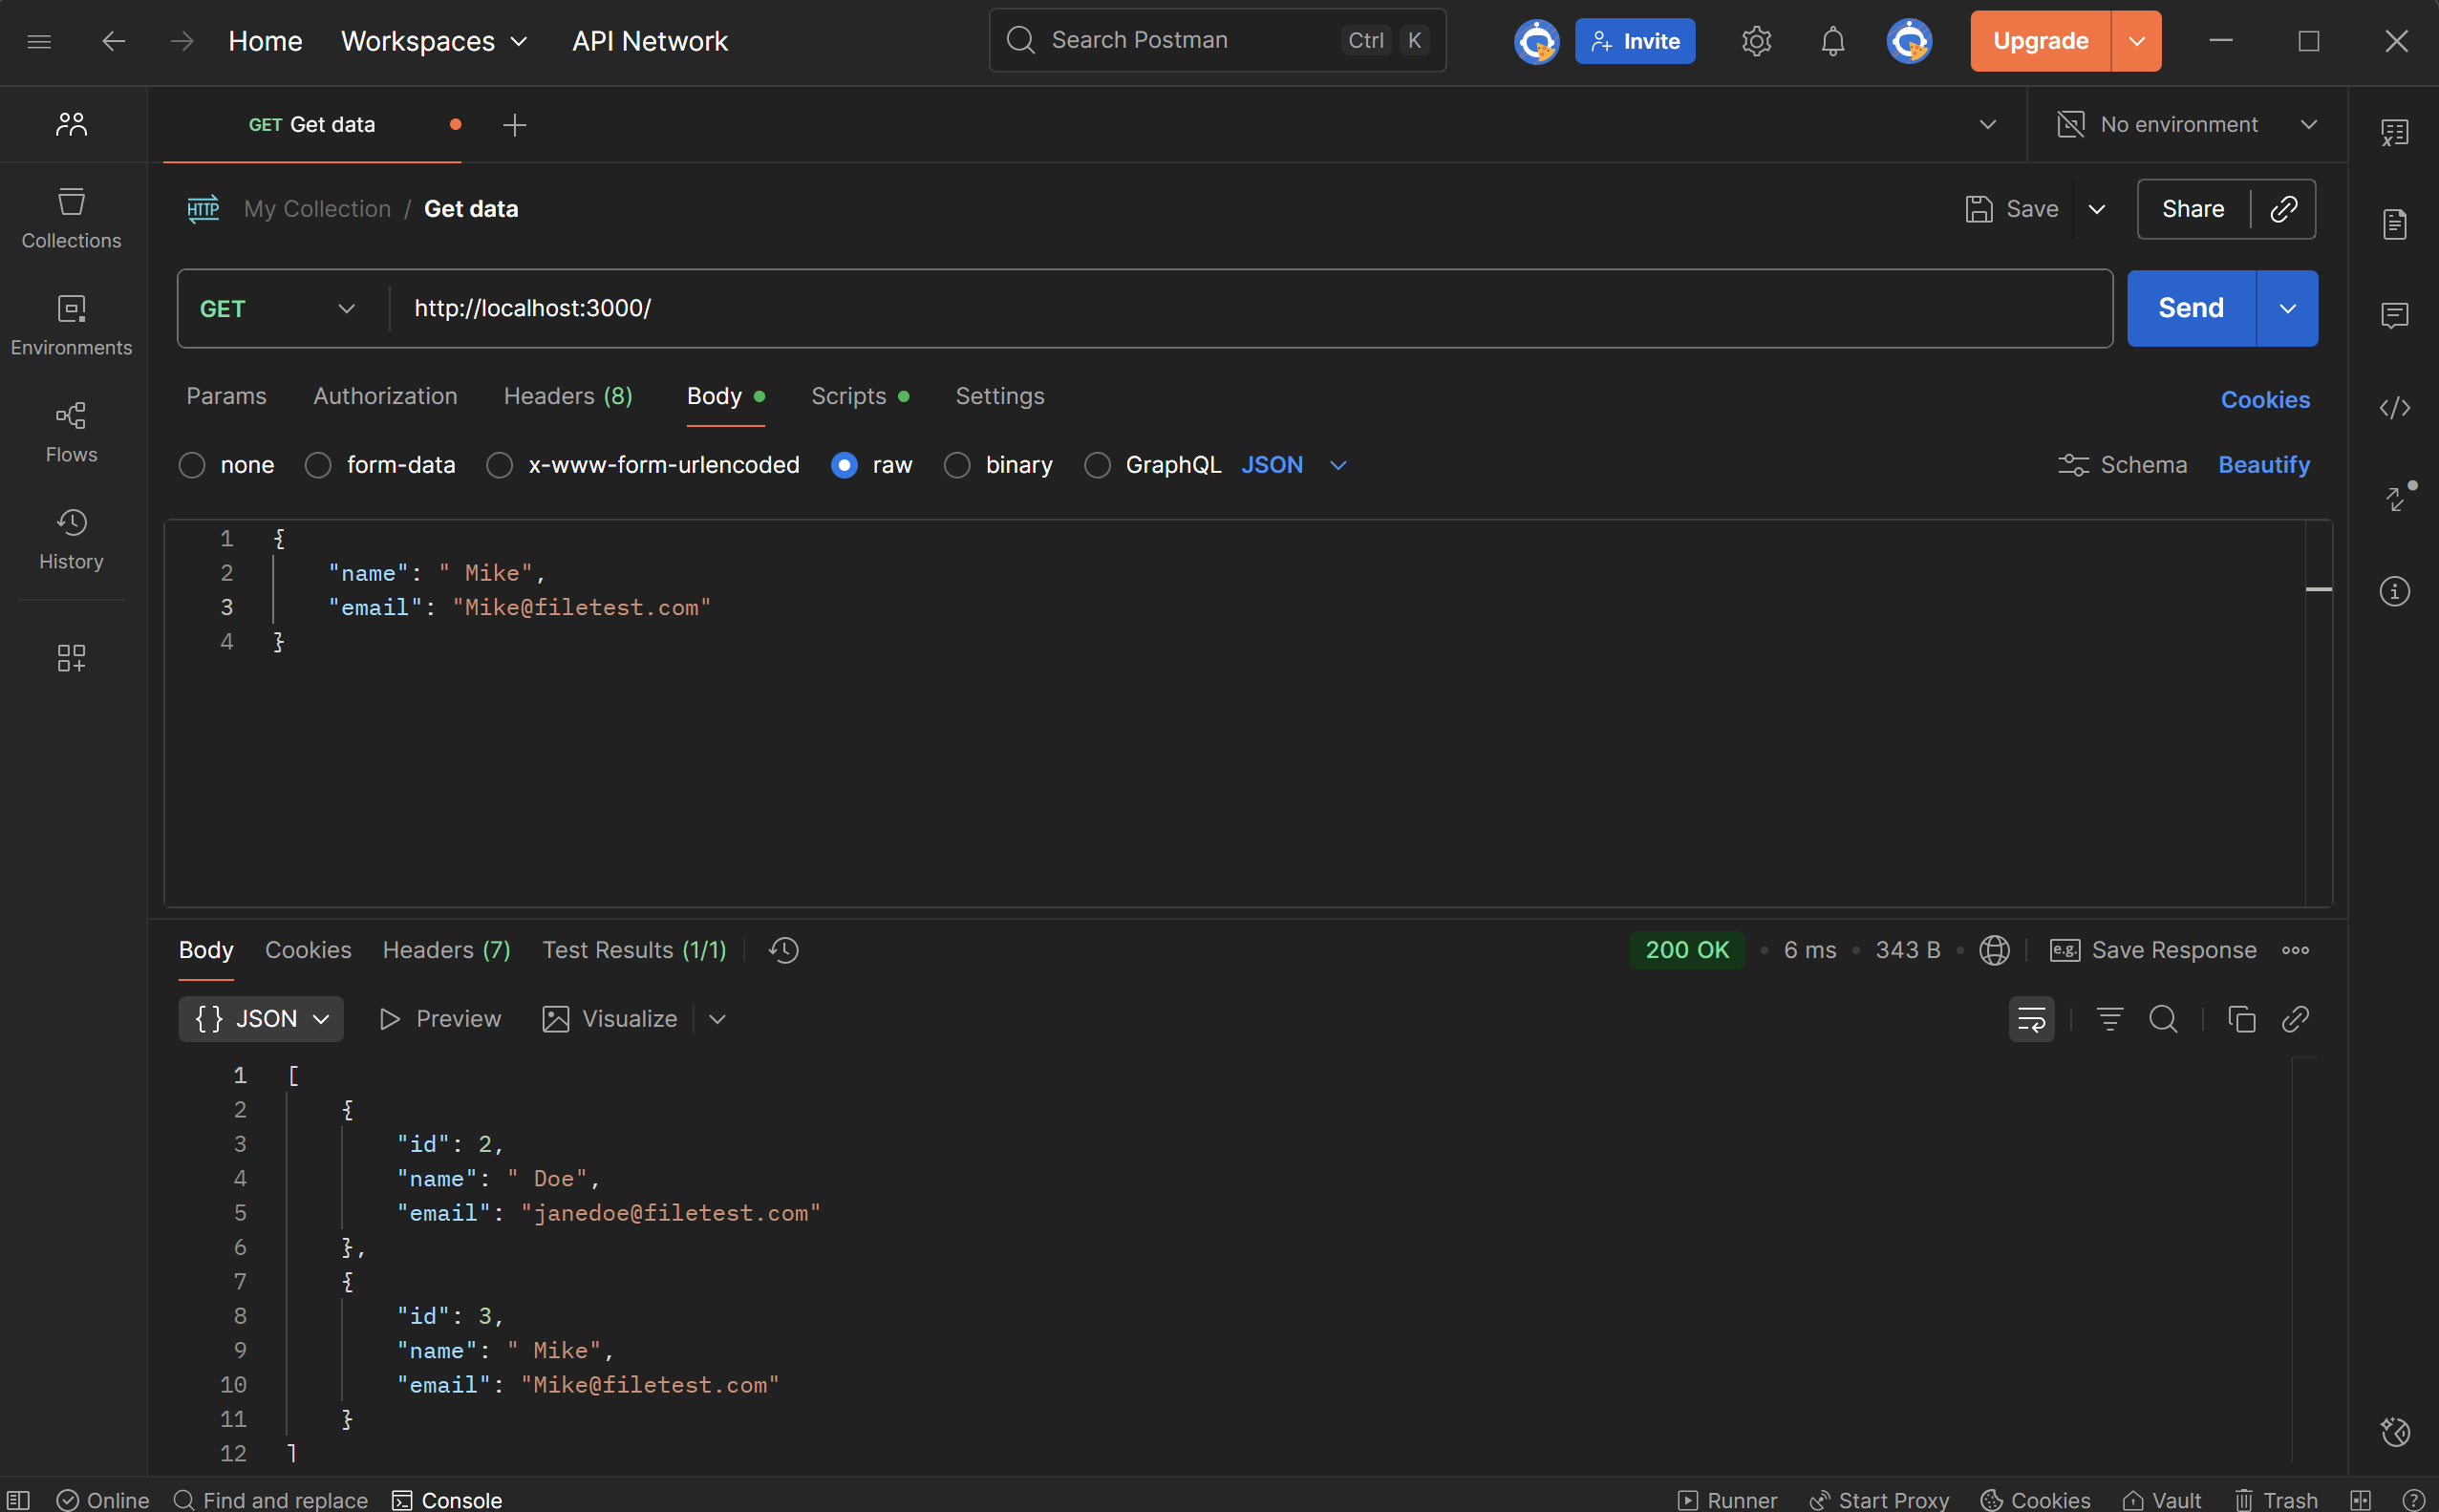 Home Workspaces API Network Search Postman Ctrl K Invite Upgrade
GET Get data No environment
HTTP My Collection / Get data Save Share
Collections
Environments
Flows
History
GET http://localhost:3000/ Send
Params Authorization Headers (8) Body Scripts Settings Cookies
none form-data x-www-form-urlencoded raw binary GraphQL JSON Schema Beautify
1 {
2 "name": " Mike",
3 "email": "Mike@filetest.com"
4 }
Body Cookies Headers (7) Test Results (1/1) 200 OK • 6 ms • 343 B • e.g. Save Response
{} JSON Preview Visualize
1 [
2 {
3 "id": 2,
4 "name": " Doe",
5 "email": "janedoe@filetest.com"
6 },
7 {
8 "id": 3,
9 "name": " Mike",
10 "email": "Mike@filetest.com"
11 }
12 ]
Online Find and replace Console Runner Start Proxy Cookies Vault Trash